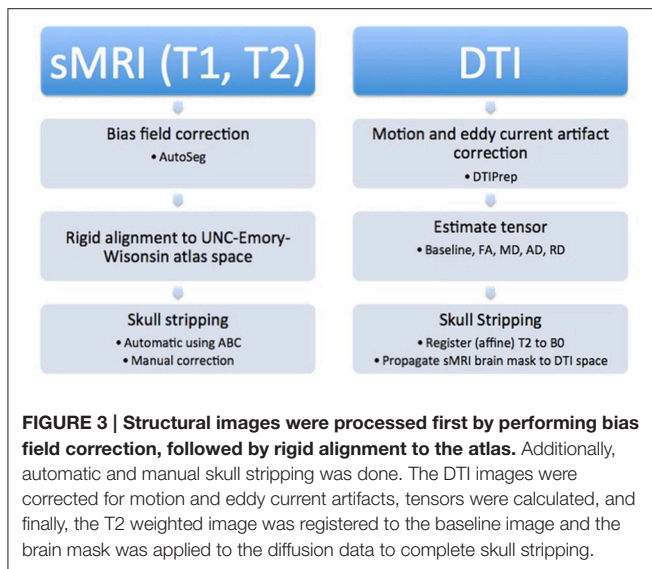 sMRI (T1, T2)
Bias field correction
• AutoSeg
Rigid alignment to UNC-Emory-
Wisonsin atlas space
Skull stripping
• Automatic using ABC
• Manual correction
DTI
Motion and eddy current artifact
correction
• DTIPrep
Estimate tensor
• Baseline, FA, MD, AD, RD
Skull Stripping
• Register (affine) T2 to B0
• Propagate sMRI brain mask to DTI space
FIGURE 3 | Structural images were processed first by performing bias
field correction, followed by rigid alignment to the atlas. Additionally,
automatic and manual skull stripping was done. The DTI images were
corrected for motion and eddy current artifacts, tensors were calculated, and
finally, the T2 weighted image was registered to the baseline image and the
brain mask was applied to the diffusion data to complete skull stripping.